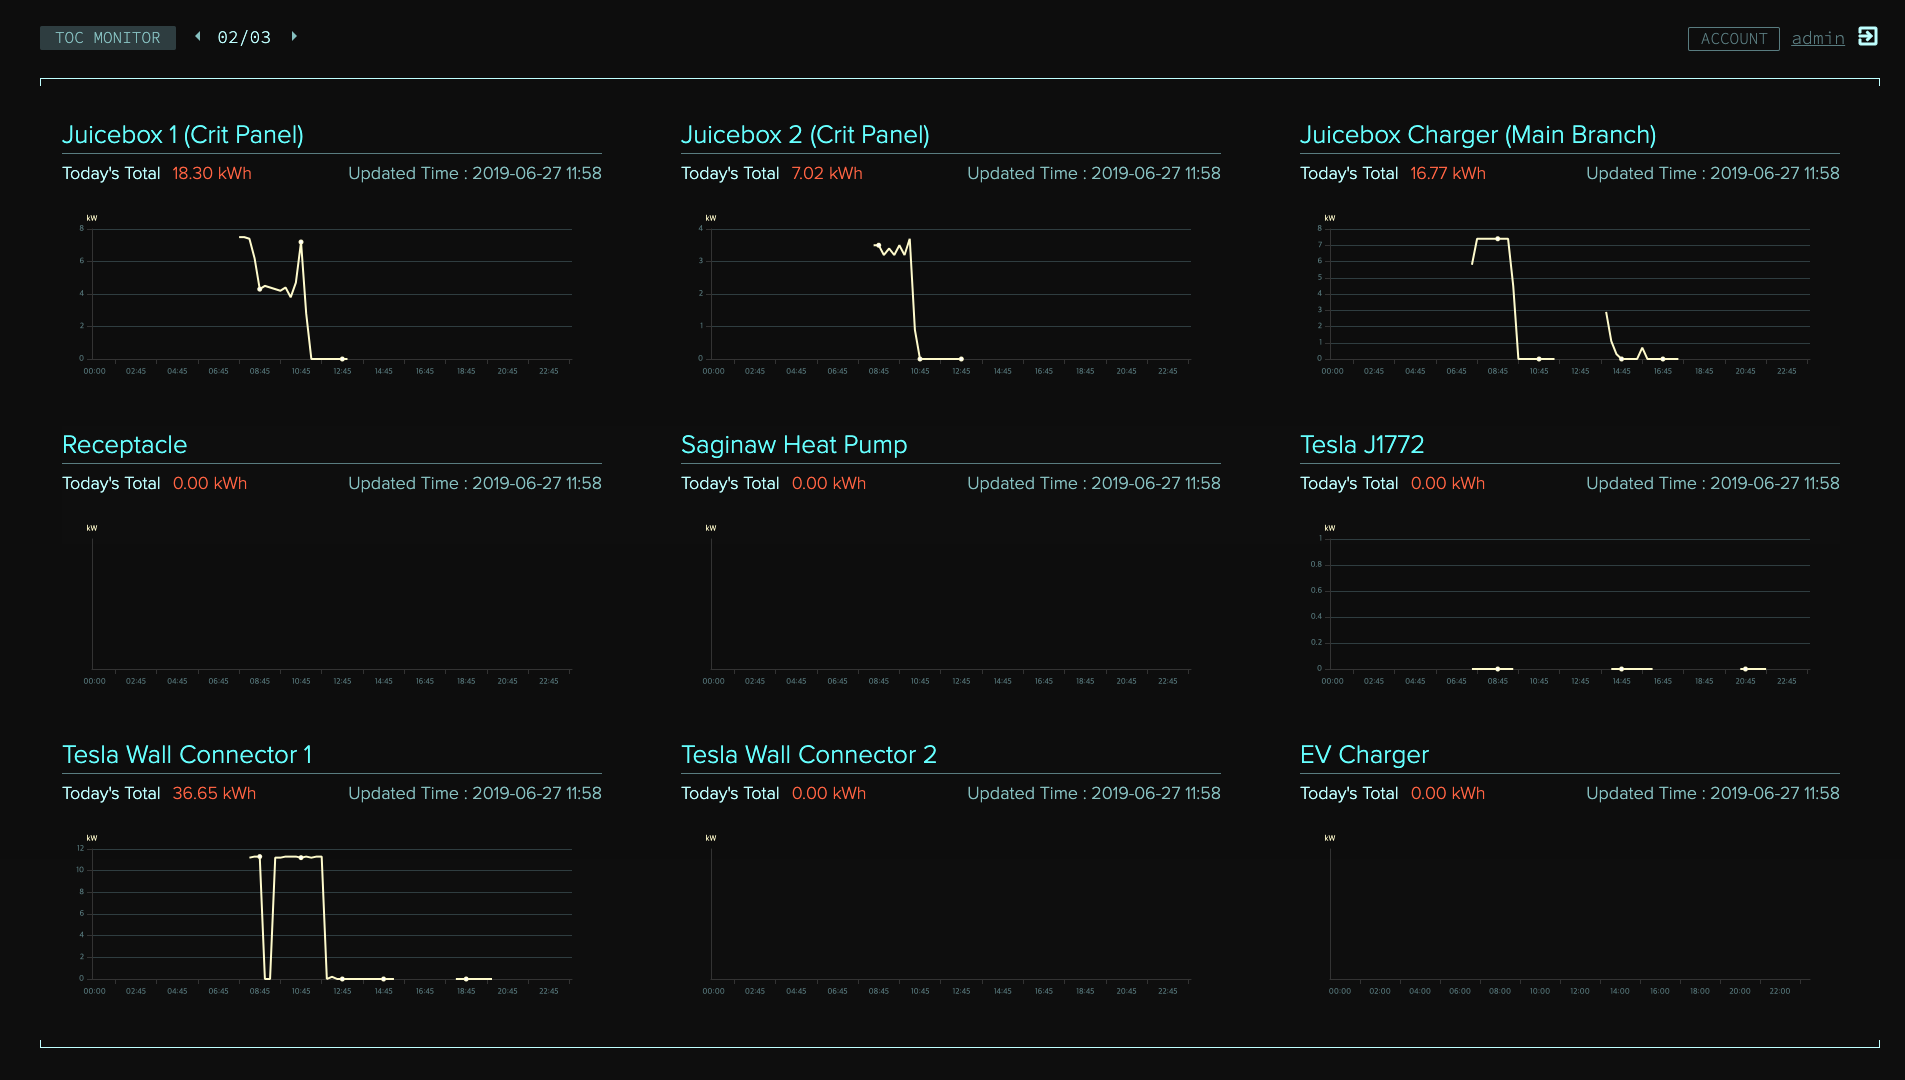 TOC MONITOR 02/03 ACCOUNT admin
Juicebox 1 (Crit Panel)
Today's Total 18.30 kWh Updated Time : 2019-06-27 11:58
kW
8
6
4
2
0
00:00 02:45 04:45 06:45 08:45 10:45 12:45 14:45 16:45 18:45 20:45 22:45
Juicebox 2 (Crit Panel)
Today's Total 7.02 kWh Updated Time : 2019-06-27 11:58
kW
4
3
2
1
0
00:00 02:45 04:45 06:45 08:45 10:45 12:45 14:45 16:45 18:45 20:45 22:45
Juicebox Charger (Main Branch)
Today's Total 16.77 kWh Updated Time : 2019-06-27 11:58
kW
8
7
6
5
4
3
2
1
0
00:00 02:45 04:45 06:45 08:45 10:45 12:45 14:45 16:45 18:45 20:45 22:45
Receptacle
Today's Total 0.00 kWh Updated Time : 2019-06-27 11:58
kW
00:00 02:45 04:45 06:45 08:45 10:45 12:45 14:45 16:45 18:45 20:45 22:45
Saginaw Heat Pump
Today's Total 0.00 kWh Updated Time : 2019-06-27 11:58
kW
00:00 02:45 04:45 06:45 08:45 10:45 12:45 14:45 16:45 18:45 20:45 22:45
Tesla J1772
Today's Total 0.00 kWh Updated Time : 2019-06-27 11:58
kW
1
0.8
0.6
0.4
0.2
0
00:00 02:45 04:45 06:45 08:45 10:45 12:45 14:45 16:45 18:45 20:45 22:45
Tesla Wall Connector 1
Today's Total 36.65 kWh Updated Time : 2019-06-27 11:58
kW
12
10
8
6
4
2
0
00:00 02:45 04:45 06:45 08:45 10:45 12:45 14:45 16:45 18:45 20:45 22:45
Tesla Wall Connector 2
Today's Total 0.00 kWh Updated Time : 2019-06-27 11:58
kW
00:00 02:45 04:45 06:45 08:45 10:45 12:45 14:45 16:45 18:45 20:45 22:45
EV Charger
Today's Total 0.00 kWh Updated Time : 2019-06-27 11:58
kW
00:00 02:00 04:00 06:00 08:00 10:00 12:00 14:00 16:00 18:00 20:00 22:00